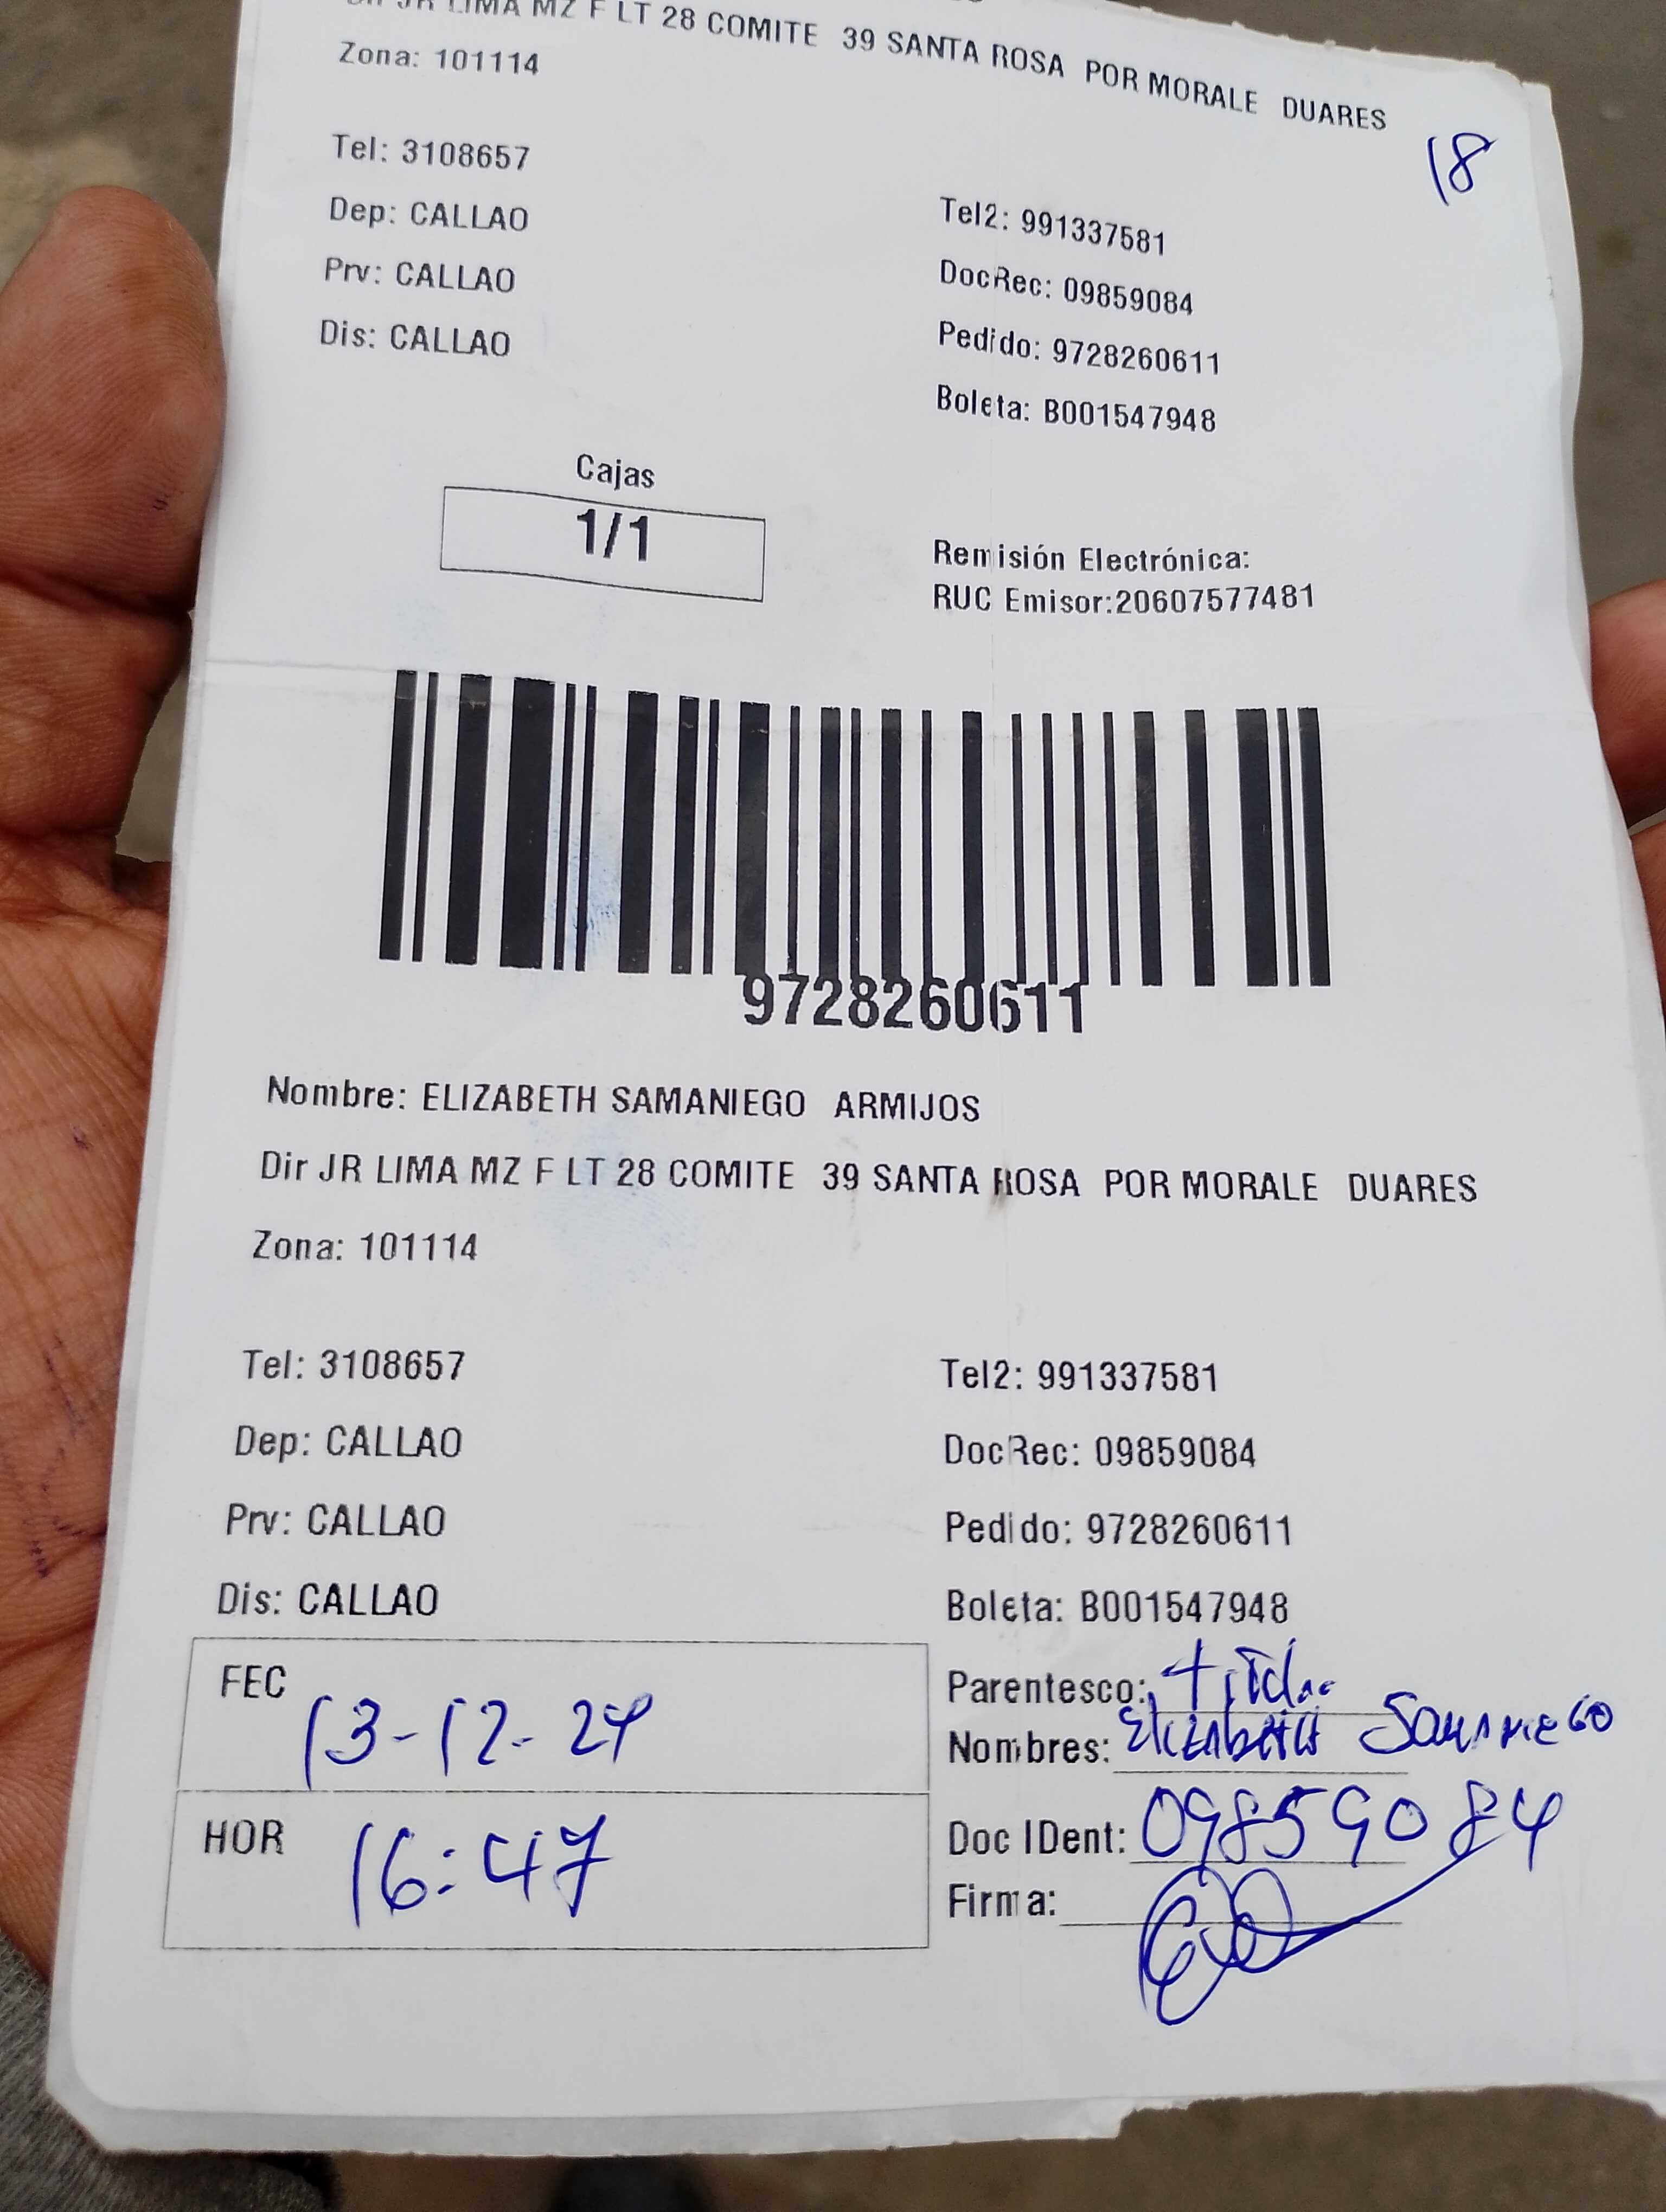 JR LIMA MZ F LT 28 COMITE 39 SANTA ROSA POR MORALE DUARES
Zona: 101114
18
Tel: 3108657
Tel2: 991337581
Dep: CALLAO
DocRec: 09859084
Prv: CALLAO
Pedido: 9728260611
Dis: CALLAO
Boleta: B001547948
Cajas
1/1
Remisión Electrónica:
RUC Emisor:20607577481
9728260611
Nombre: ELIZABETH SAMANIEGO ARMIJOS
Dir JR LIMA MZ F LT 28 COMITE 39 SANTA ROSA POR MORALE DUARES
Zona: 101114
Tel: 3108657
Tel2: 991337581
Dep: CALLAO
DocRec: 09859084
Prv: CALLAO
Pedido: 9728260611
Dis: CALLAO
Boleta: B001547948
FEC 13-12-24
Parentesco:
Nombres: Elizabeth Samaniego
HOR 16:47
Doc IDent: 09859084
Firma: